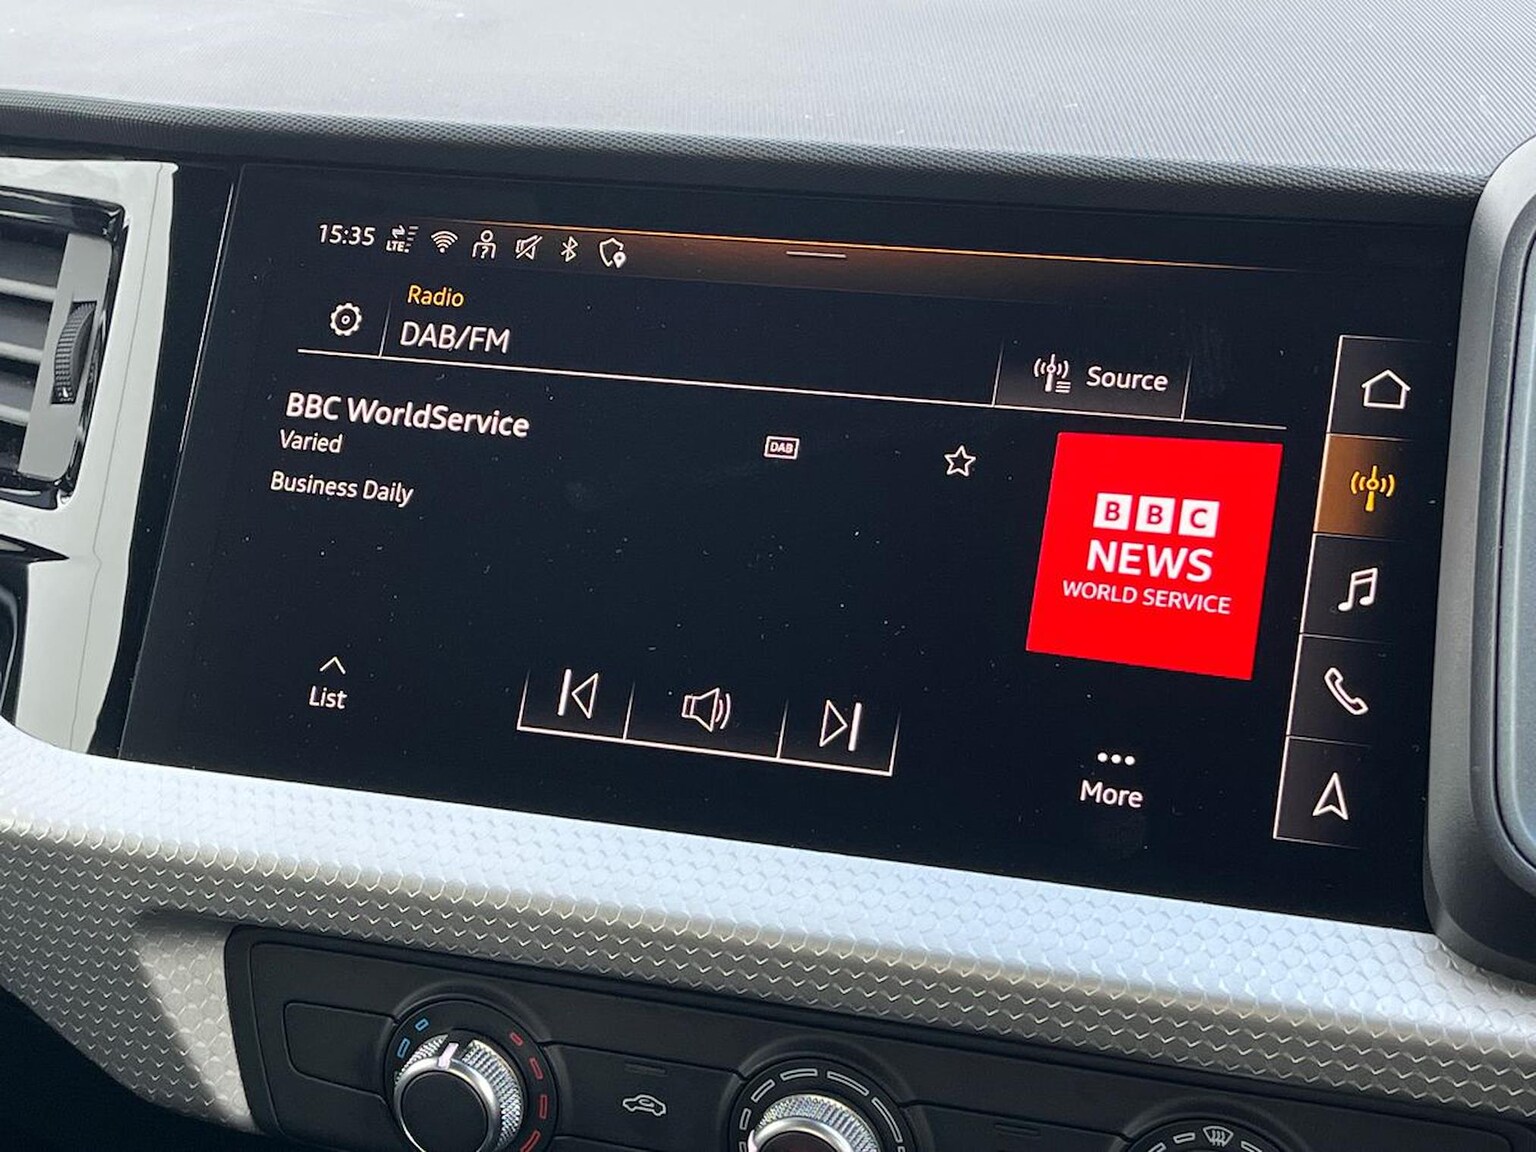 15:35 LTE
Radio
DAB/FM
Source
BBC WorldService
Varied
DAB
Business Daily
BBC
NEWS
WORLD SERVICE
List
More